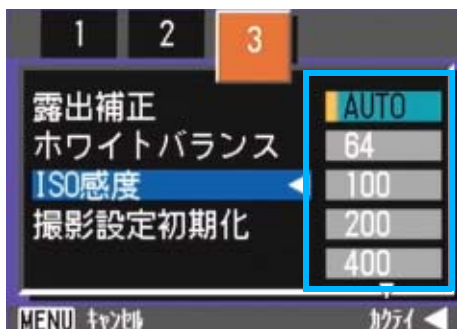 1 2 3
露出補正 AUTO
ホワイトバランス 64
ISO感度 100
撮影設定初期化 200
400
MENU ｷｬﾝｾﾙ ｶｸﾃｲ